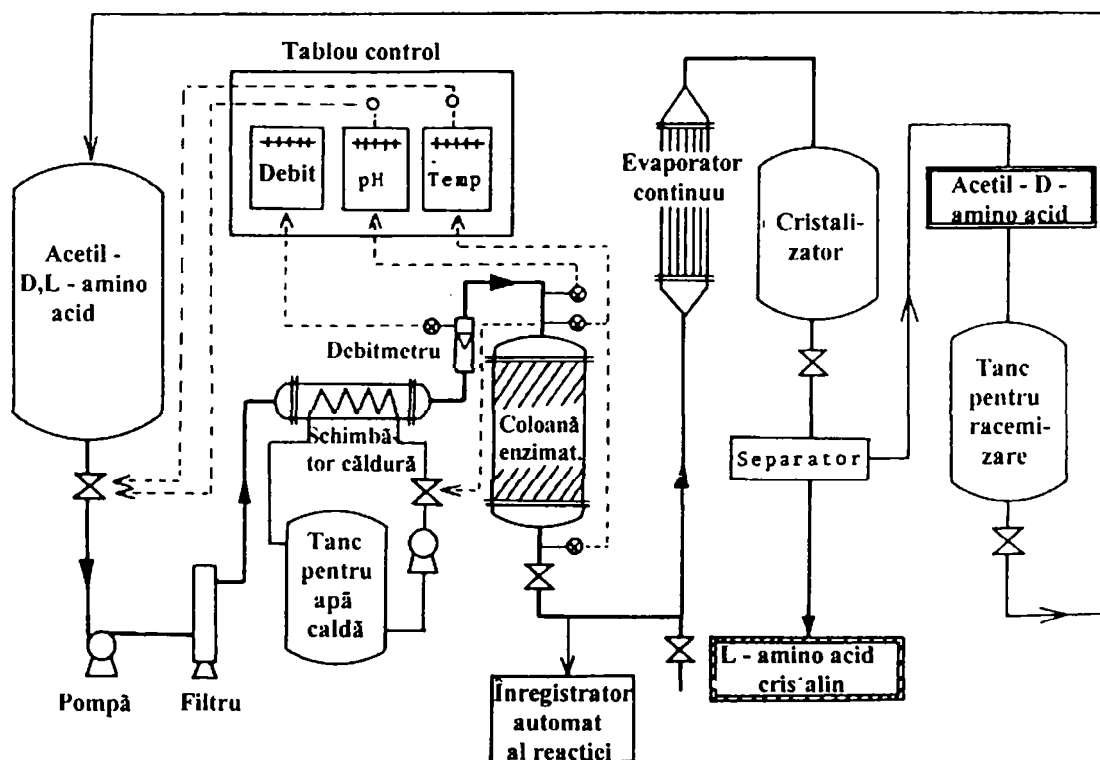 Tablou control
Debit
pH
Temp
Acetil -
D,L - amino
acid
Evaporator
continuu
Cristali-
zator
Acetil - D -
amino acid
Debitmetru
Schimbă-
tor căldură
Coloană
enzimat.
Separator
Tanc
pentru
racemi-
zare
Tanc
pentru
apă
caldă
Pompă
Filtru
Înregistrator
automat
al reacției
L - amino acid
cristalin